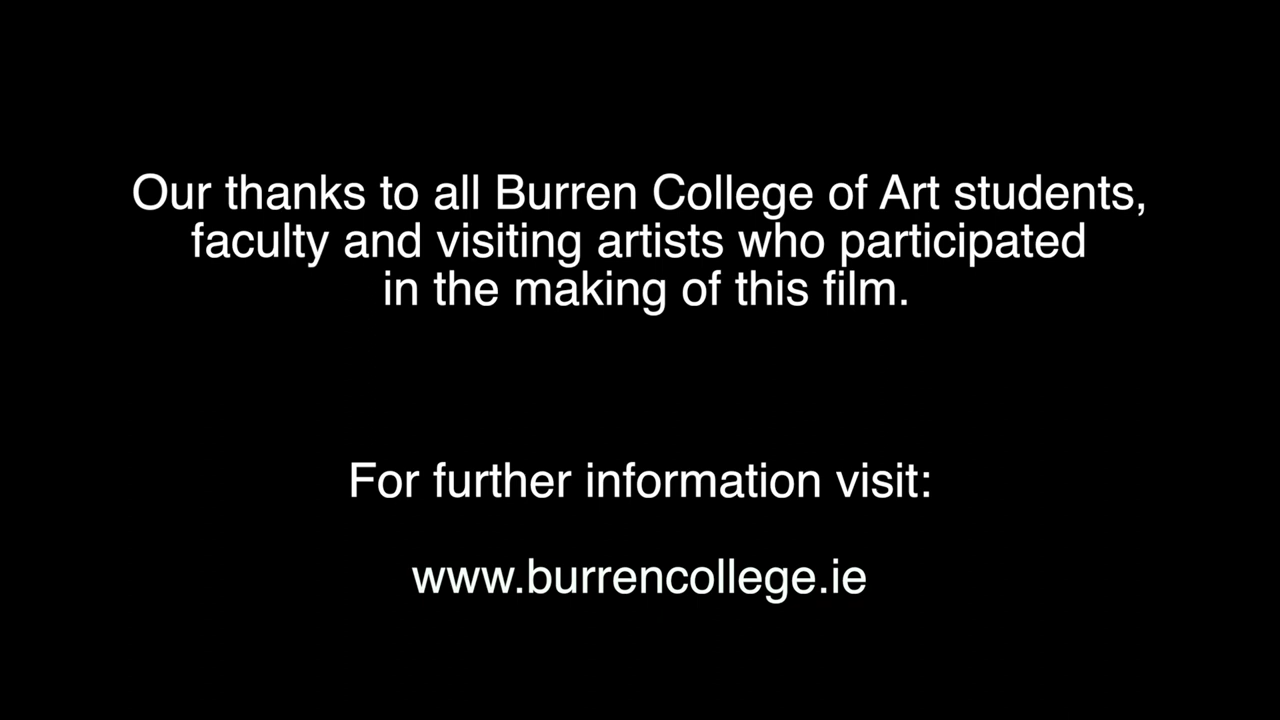 Our thanks to all Burren College of Art students,
faculty and visiting artists who participated
in the making of this film.
For further information visit:
www.burrencollege.ie